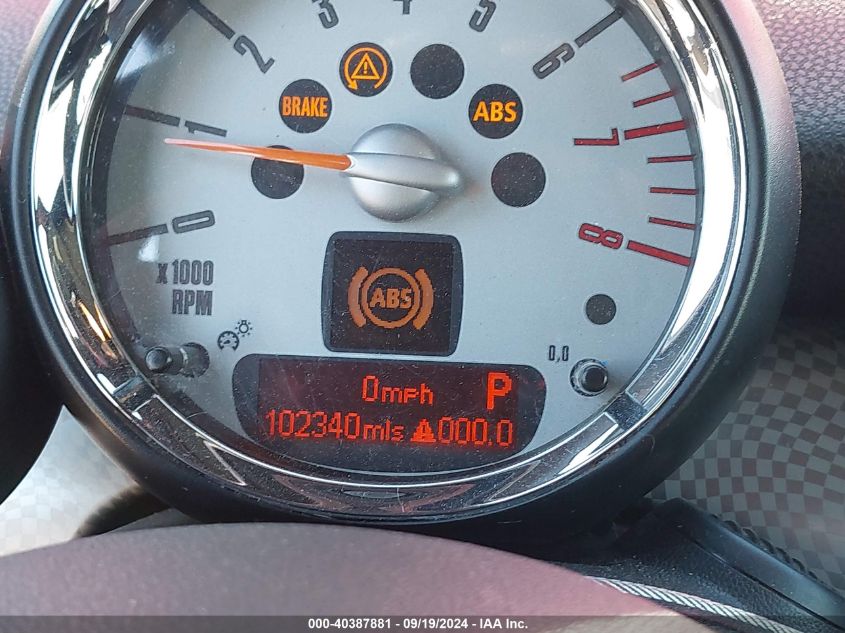 3 4 5
2 6
BRAKE ABS
1 7
0 8
x 1000
RPM
ABS
0,0
0mph P
102340mls 000.0
000-40387881 - 09/19/2024 - IAA Inc.